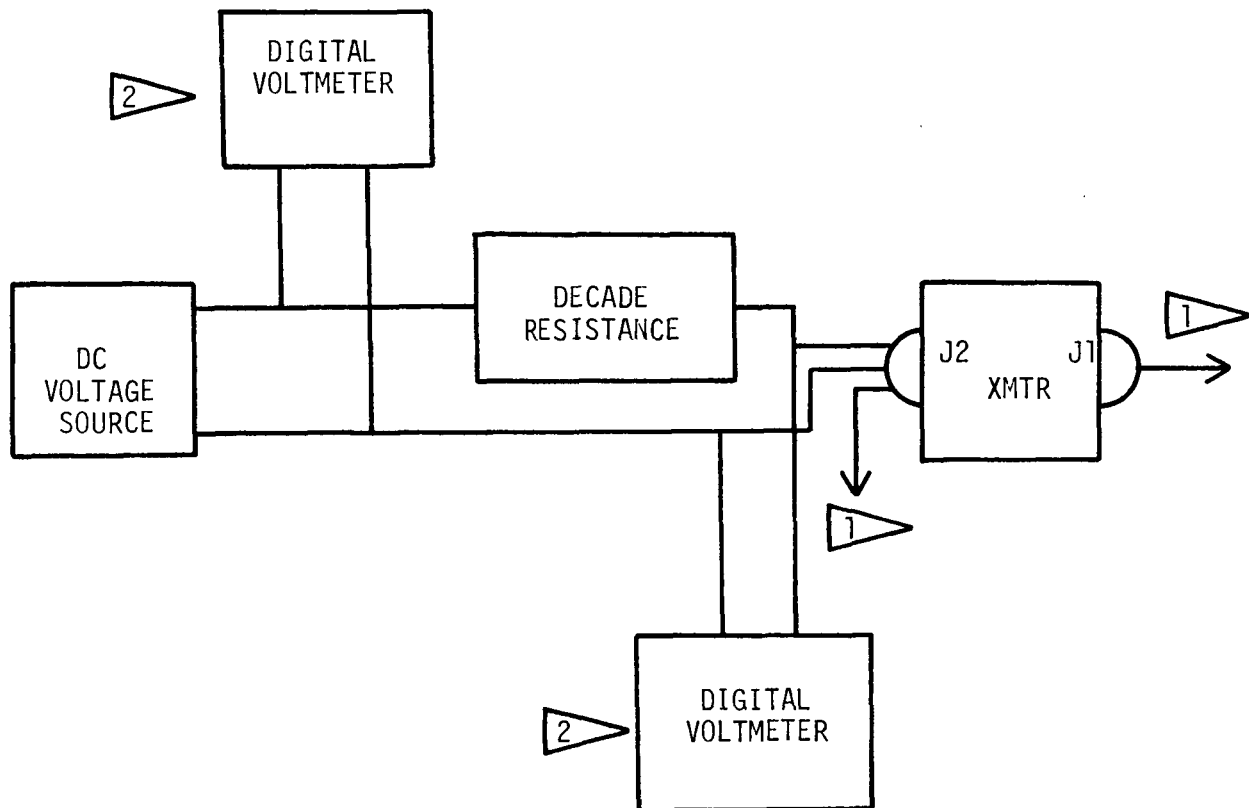 DIGITAL
VOLTMETER
2
DC
VOLTAGE
SOURCE
DECADE
RESISTANCE
J2
J1
XMTR
1
1
DIGITAL
VOLTMETER
2